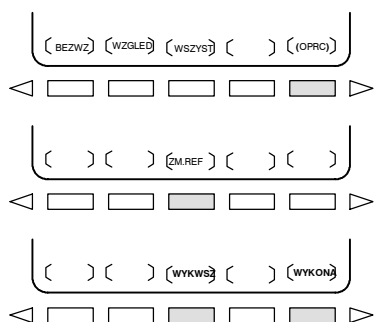 [ BEZWZ ] [ WZGLED ] [ WSZYST ] [ ] [ (OPRC) ]
[ ] [ ] [ ZM.REF ] [ ] [ ]
[ ] [ ] [ WYKWSZ ] [ ] [ WYKONA ]